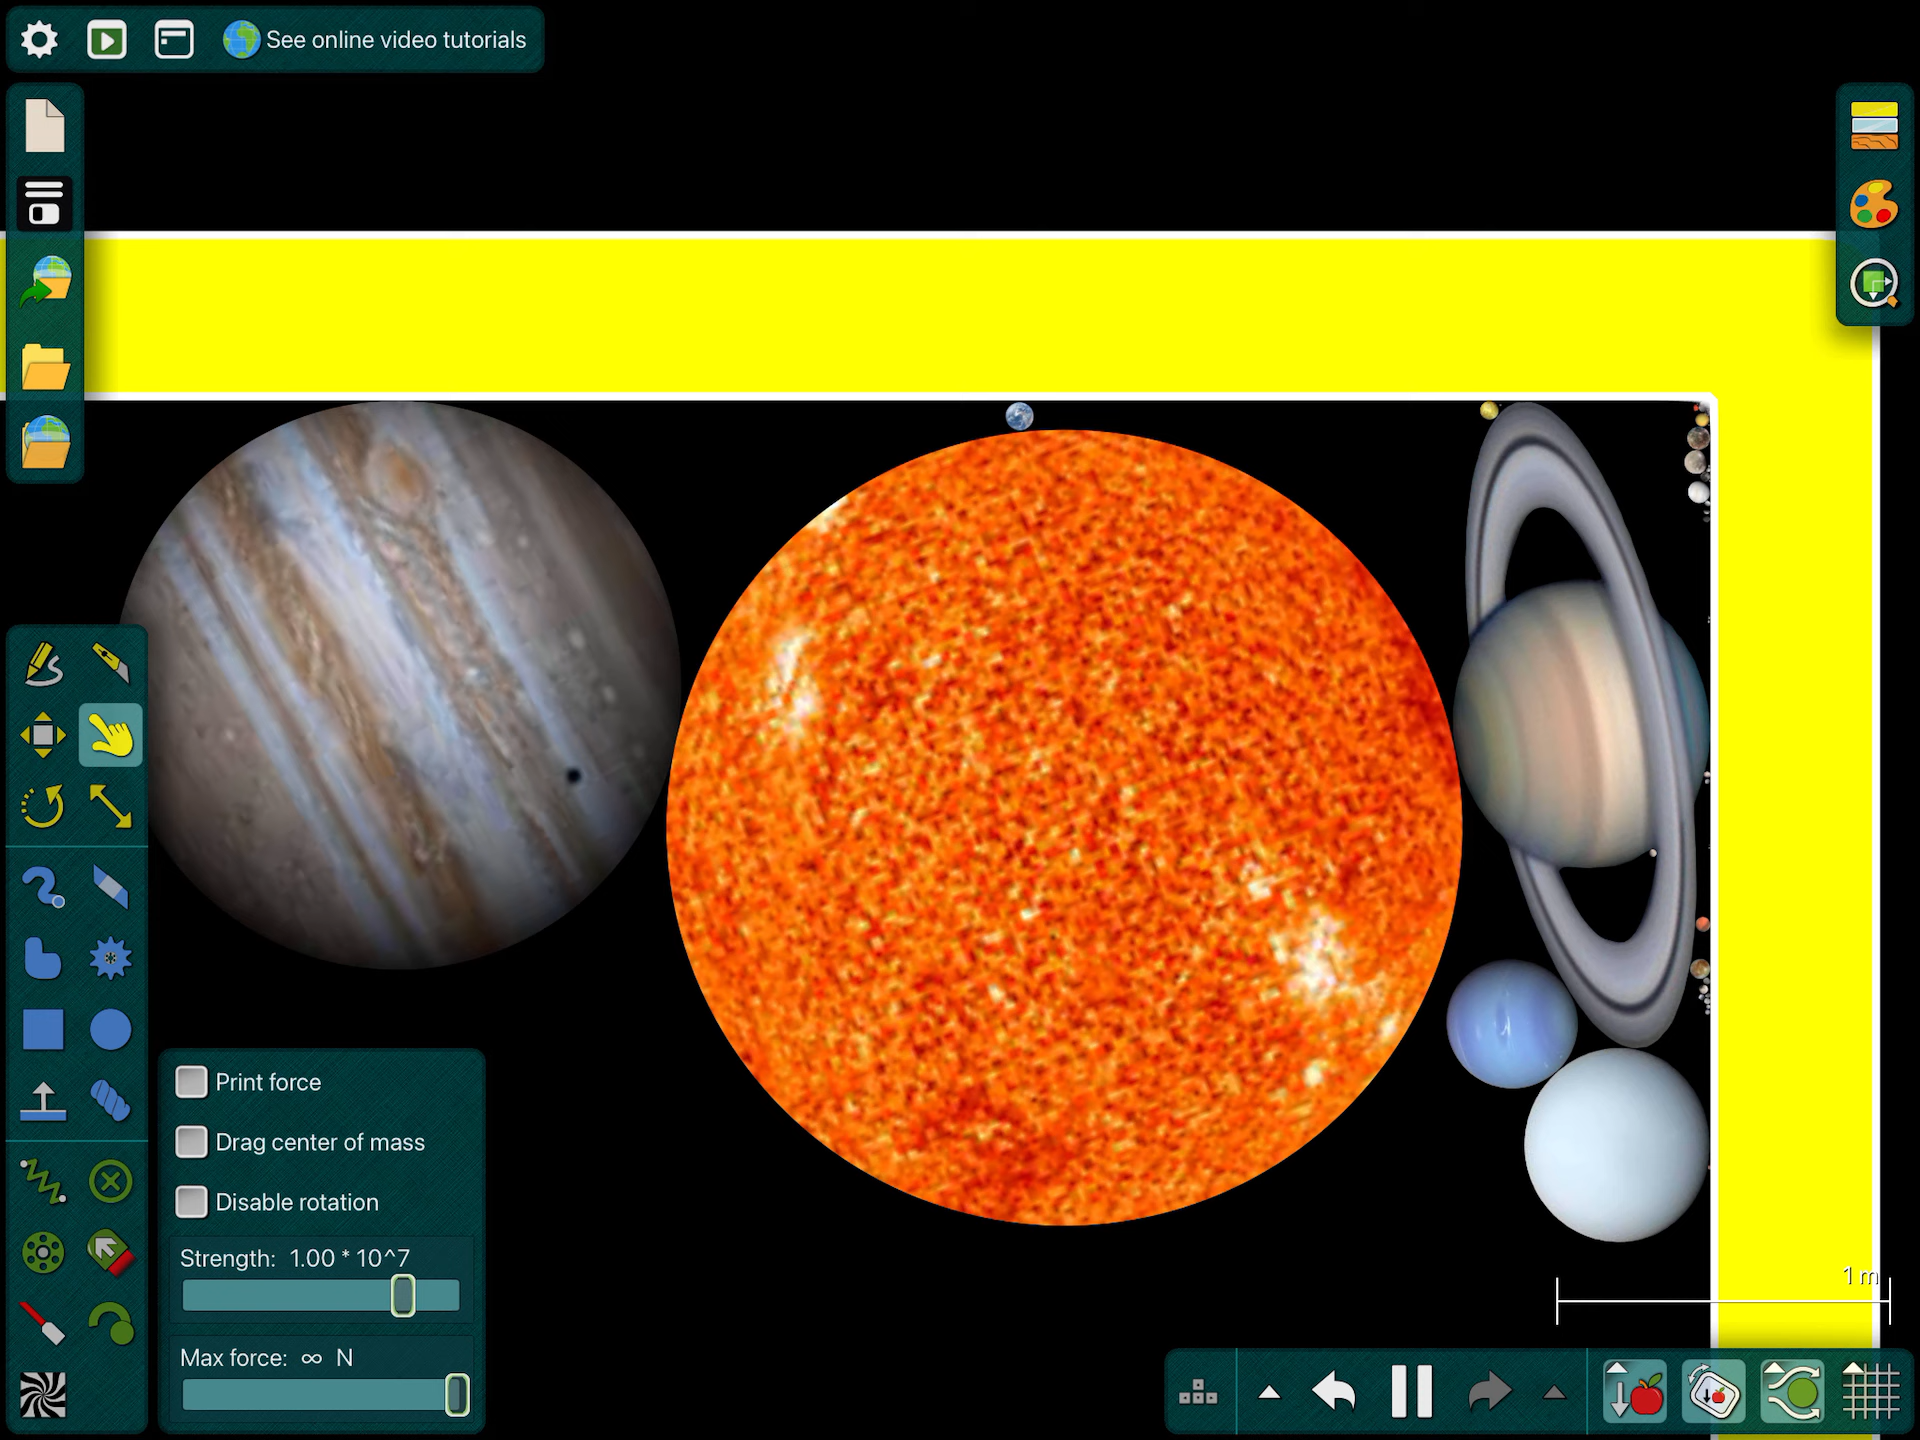 See online video tutorials
Print force
Drag center of mass
Disable rotation
Strength: 1.00 * 10^7
Max force: ∞ N
1 m